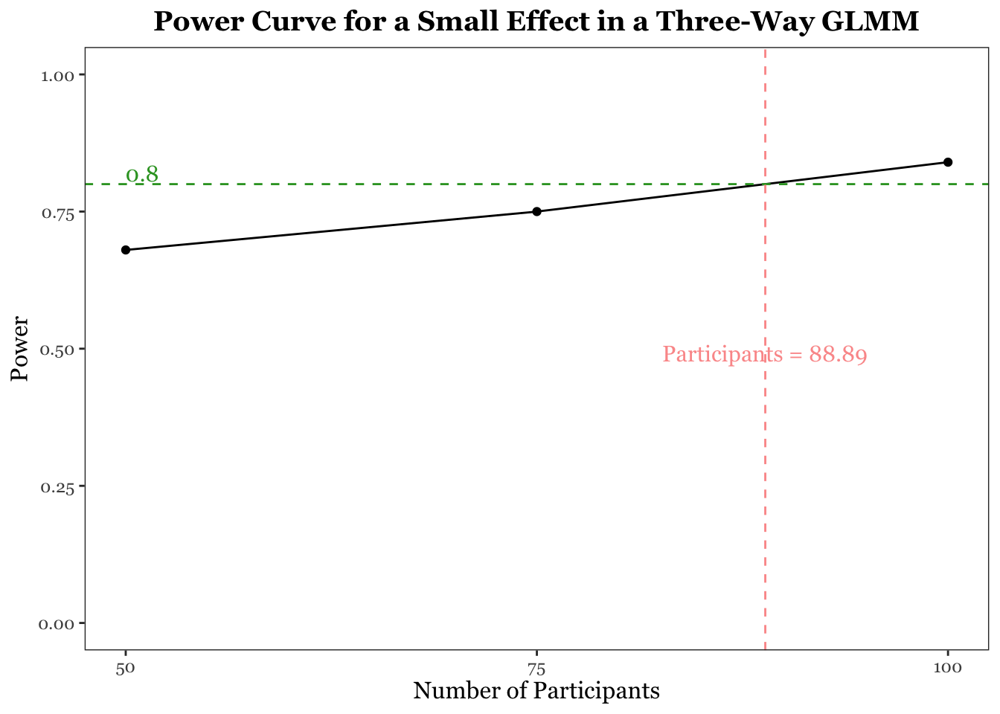 Power Curve for a Small Effect in a Three-Way GLMM
1.00
0.8
0.75
Power
0.50
Participants = 88.89
0.25
0.00
50
75
100
Number of Participants